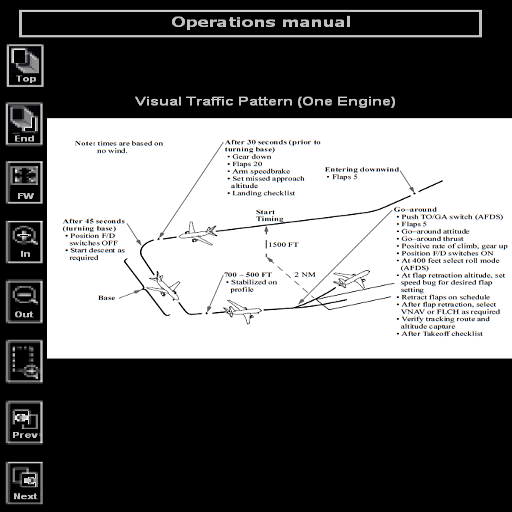 Operations manual
Top
End
FW
In
Out
Prev
Next
Visual Traffic Pattern (One Engine)
Note: times are based on
no wind.
After 30 seconds (prior to
turning base)
• Gear down
• Flaps 20
• Arm speedbrake
• Set missed approach
altitude
• Landing checklist
Entering downwind
• Flaps 5
After 45 seconds
(turning base)
• Position F/D
switches OFF
• Start descent as
required
Start
Timing
1500 FT
2 NM
Base
700 – 500 FT
• Stabilized on
profile
Go–around
• Push TO/GA switch (AFDS)
• Flaps 5
• Go–around attitude
• Go–around thrust
• Positive rate of climb, gear up
• Position F/D switches ON
• At 400 feet select roll mode
(AFDS)
• At flap retraction altitude, set
speed bug for desired flap
setting
• Retract flaps on schedule
• After flap retraction, select
VNAV or FLCH as required
• Verify tracking route and
altitude capture
• After Takeoff checklist